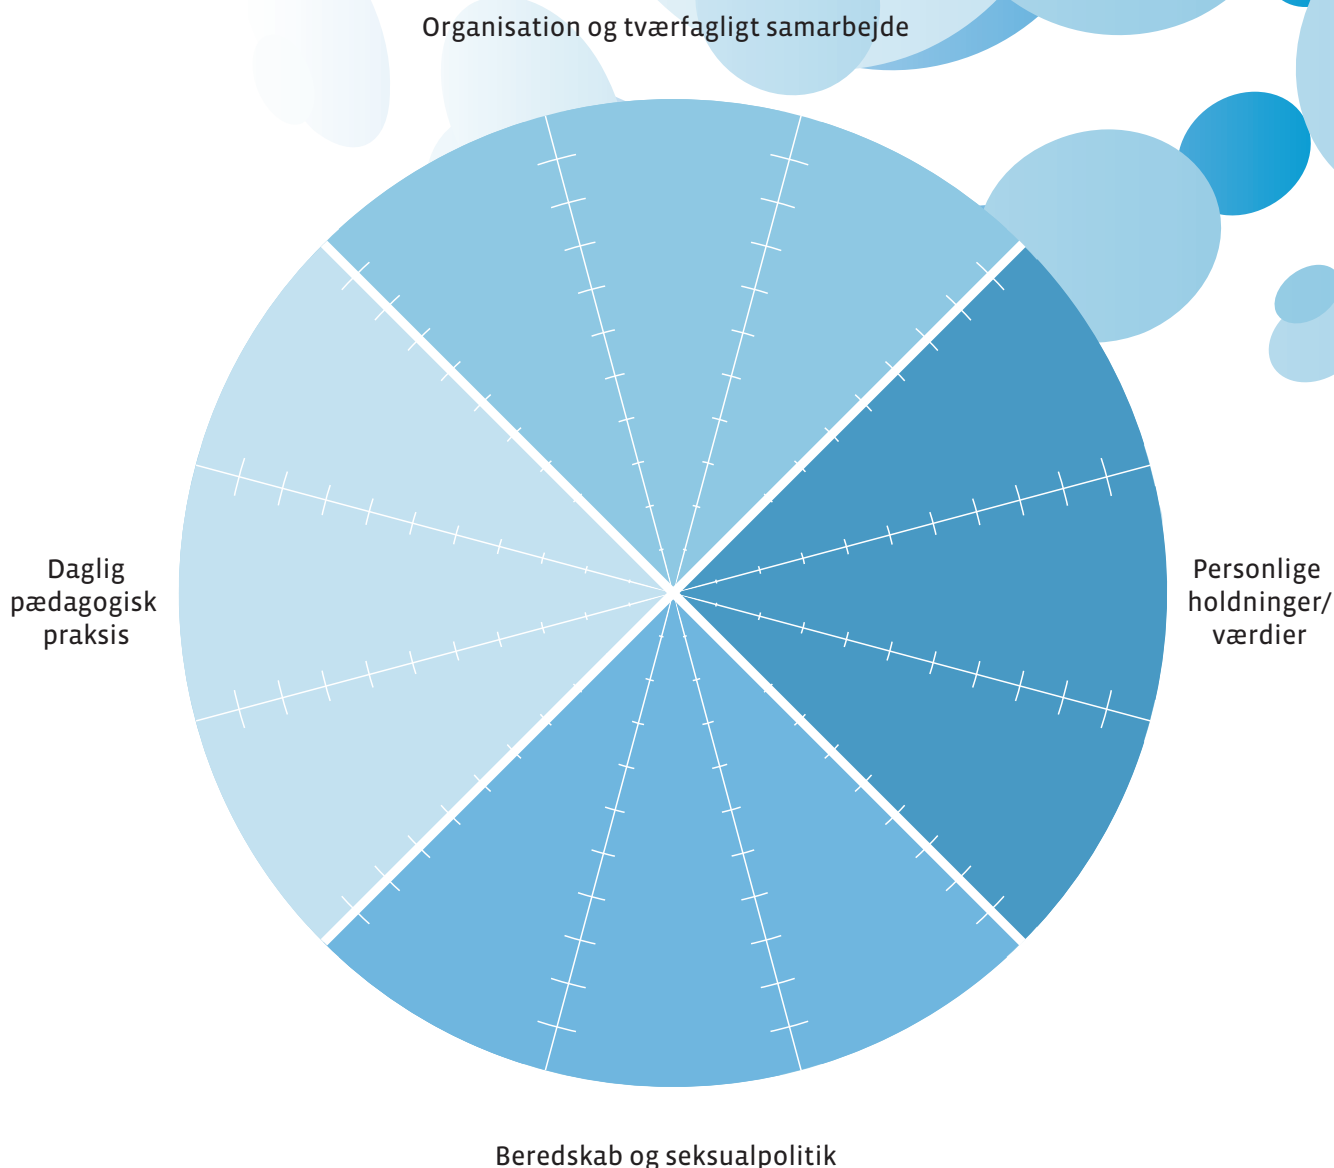 Organisation og tværfagligt samarbejde
Daglig
pædagogisk
praksis
Personlige
holdninger/
værdier
Beredskab og seksualpolitik